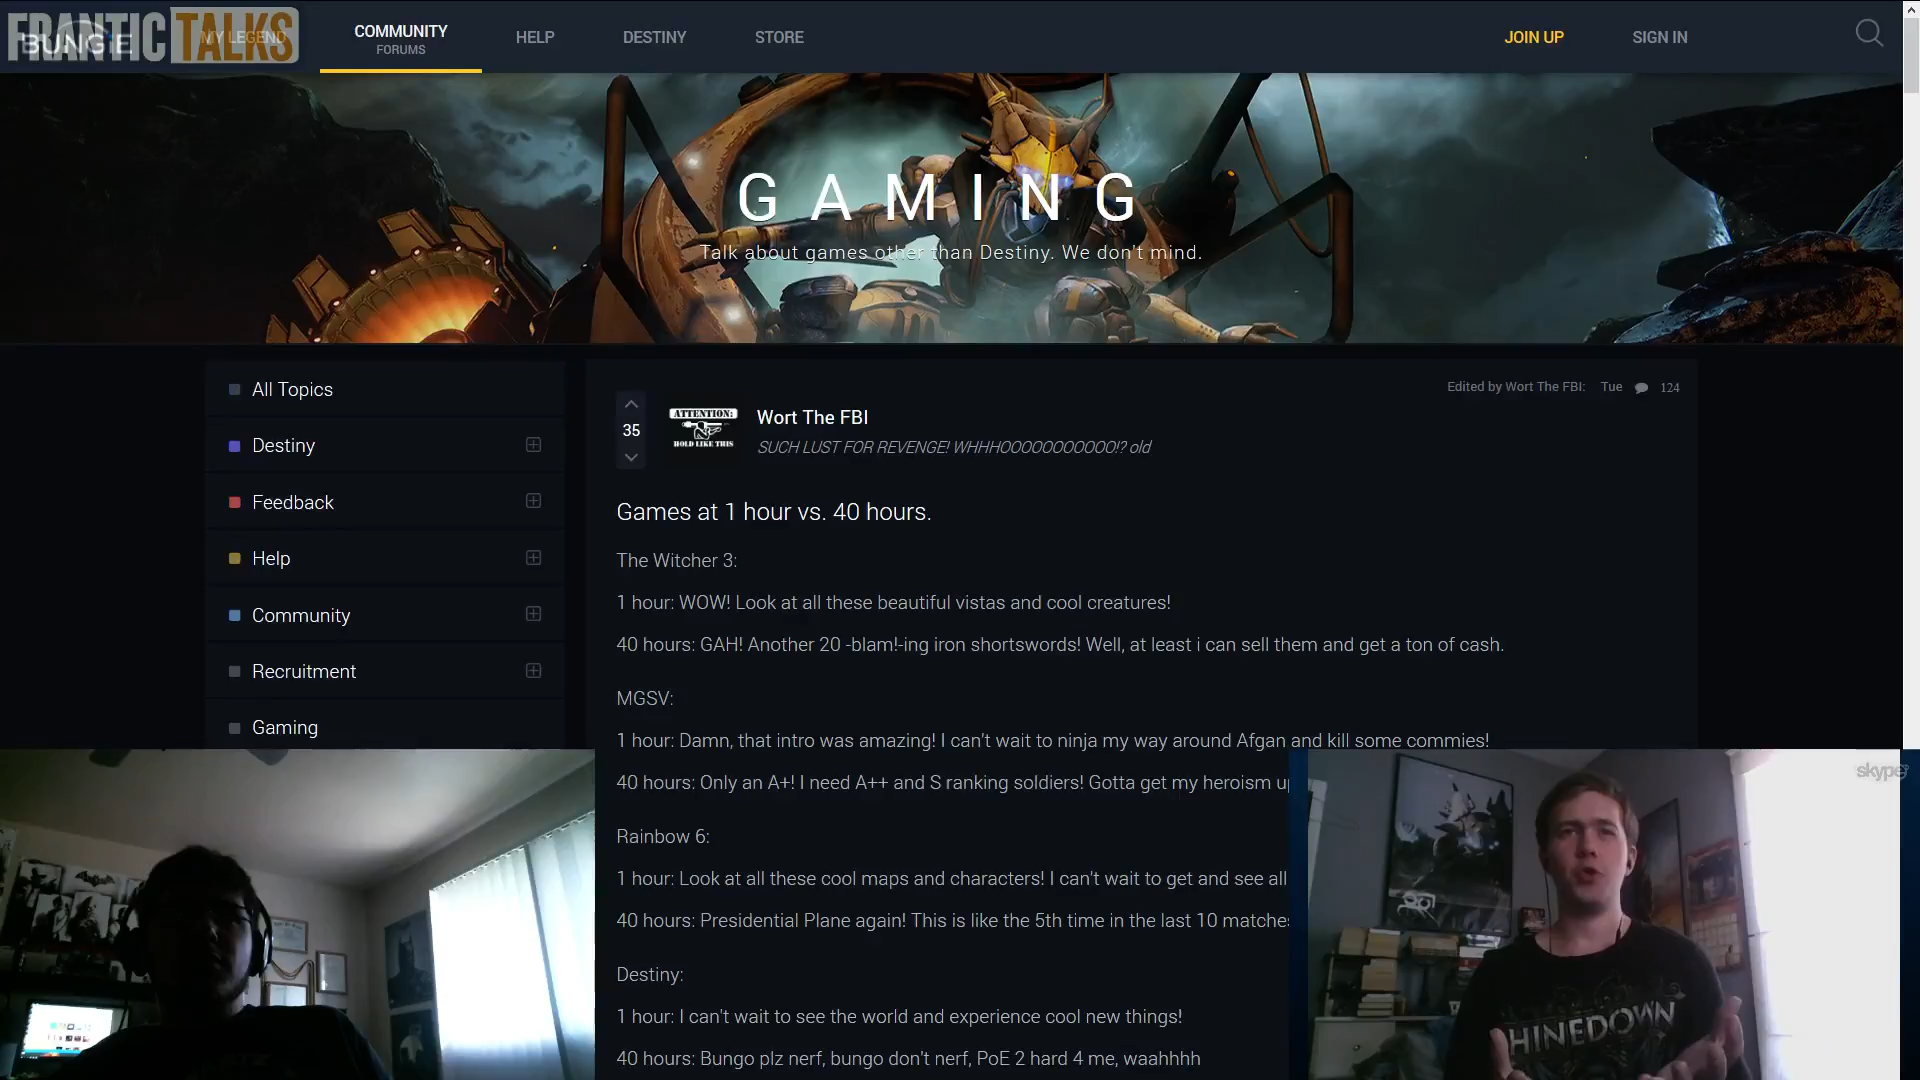 FRANTIC TALKS
BUNGIE
MY LEGEND
COMMUNITY
FORUMS
HELP
DESTINY
STORE
JOIN UP
SIGN IN
GAMING
Talk about games other than Destiny. We don't mind.
All Topics
Destiny
Feedback
Help
Community
Recruitment
Gaming
Edited by Wort The FBI: Tue 124
35
ATTENTION:
HOLD LIKE THIS
Wort The FBI
SUCH LUST FOR REVENGE! WHHHOOOOOOOOOOO!? old
Games at 1 hour vs. 40 hours.
The Witcher 3:
1 hour: WOW! Look at all these beautiful vistas and cool creatures!
40 hours: GAH! Another 20 -blam!-ing iron shortswords! Well, at least i can sell them and get a ton of cash.
MGSV:
1 hour: Damn, that intro was amazing! I can't wait to ninja my way around Afgan and kill some commies!
40 hours: Only an A+! I need A++ and S ranking soldiers! Gotta get my heroism
Rainbow 6:
1 hour: Look at all these cool maps and characters! I can't wait to get and see all
40 hours: Presidential Plane again! This is like the 5th time in the last 10 matches
Destiny:
1 hour: I can't wait to see the world and experience cool new things!
40 hours: Bungo plz nerf, bungo don't nerf, PoE 2 hard 4 me, waahhhh
skype
HINEDOWN